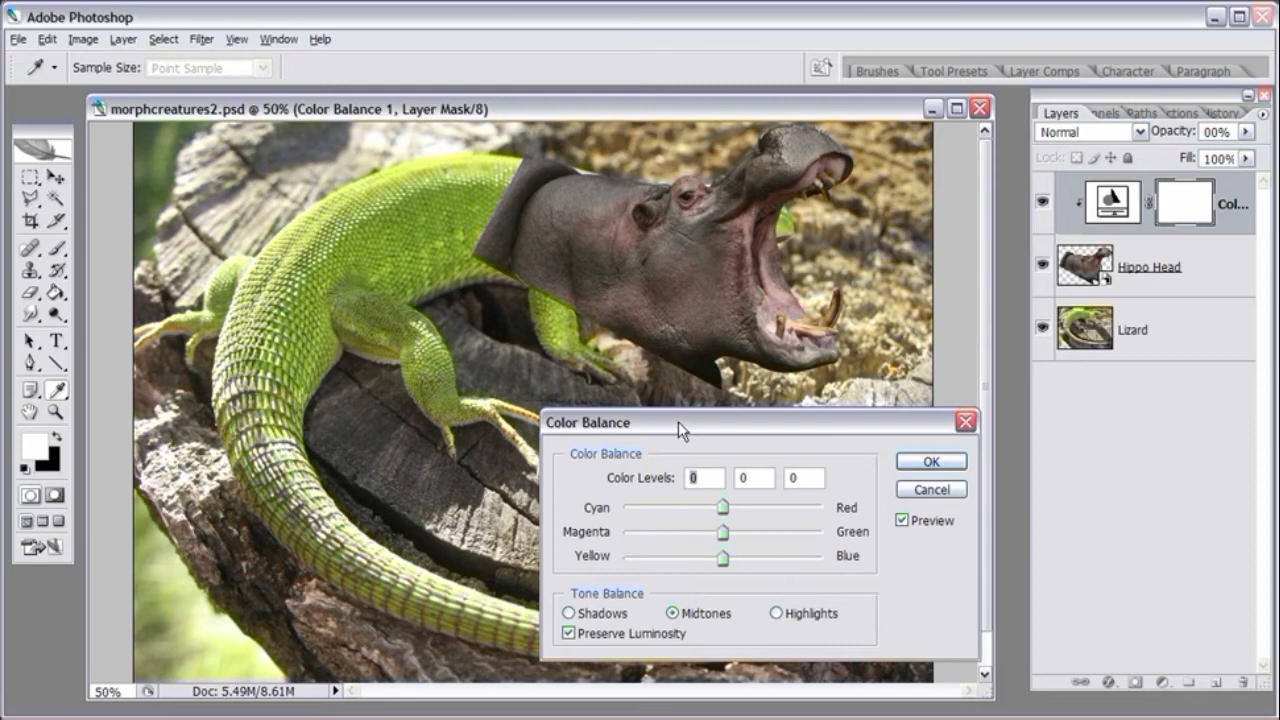 Adobe Photoshop
File Edit Image Layer Select Filter View Window Help
Sample Size: Point Sample
Brushes Tool Presets Layer Comps Character Paragraph
morphcreatures2.psd @ 50% (Color Balance 1, Layer Mask/8)
Layers Paths
Normal Opacity: 00%
Lock: Fill: 100%
Col...
Hippo Head
Lizard
Color Balance
Color Balance
Color Levels: 0 0 0
Cyan Red
Magenta Green
Yellow Blue
OK
Cancel
Preview
Tone Balance
Shadows Midtones Highlights
Preserve Luminosity
50% Doc: 5.49M/8.61M